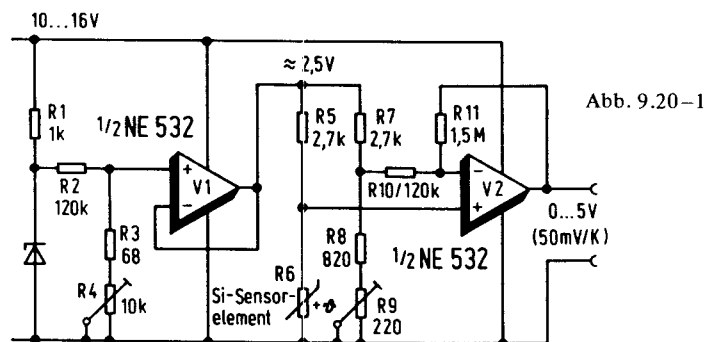 10...16V
≈ 2,5V
Abb. 9.20–1
R1
1k
1/2 NE 532
R5
2,7k
R7
2,7k
R11
1,5M
R2
120k
+
−
V1
R10/120k
−
+
V2
0...5V
(50mV/K)
R3
68
R4
10k
R8
820
1/2 NE 532
R6
Si-Sensor-
element
+ϑ
R9
220